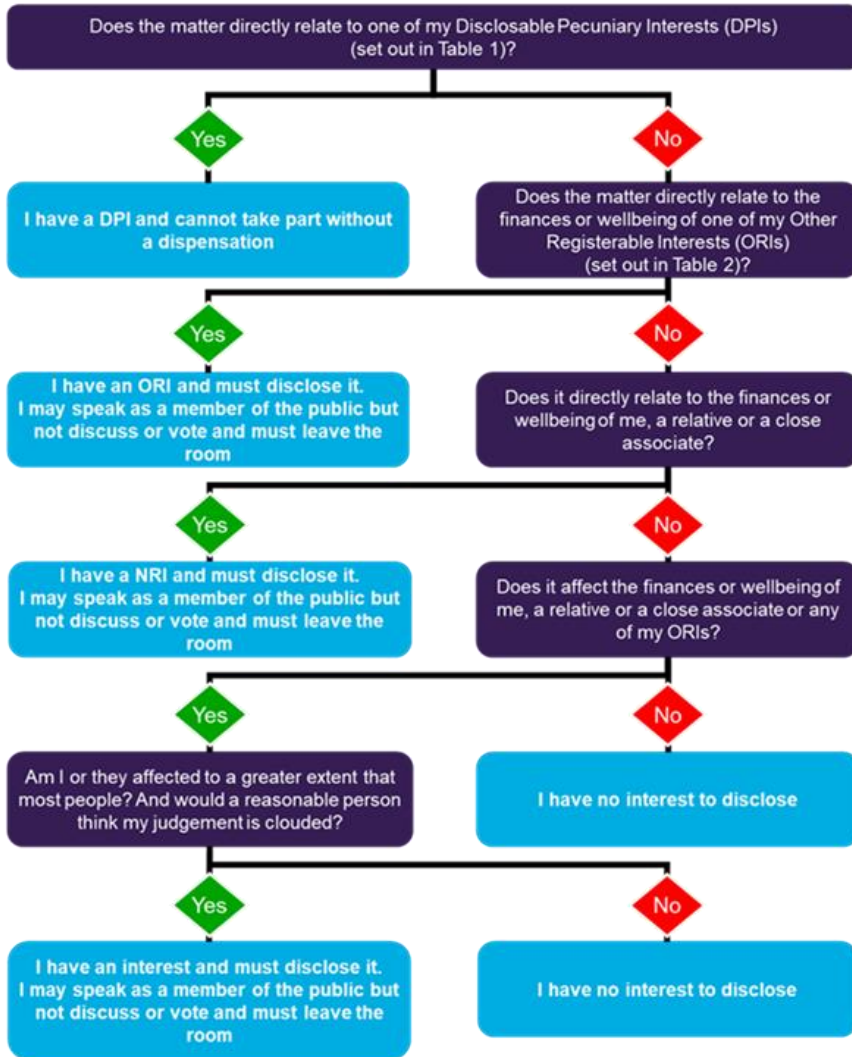 Does the matter directly relate to one of my Disclosable Pecuniary Interests (DPIs)
(set out in Table 1)?
Yes
No
I have a DPI and cannot take part without
a dispensation
Does the matter directly relate to the
finances or wellbeing of one of my Other
Registerable Interests (ORIs)
(set out in Table 2)?
Yes
No
I have an ORI and must disclose it.
I may speak as a member of the public but
not discuss or vote and must leave the
room
Does it directly relate to the finances or
wellbeing of me, a relative or a close
associate?
Yes
No
I have a NRI and must disclose it.
I may speak as a member of the public but
not discuss or vote and must leave the
room
Does it affect the finances or wellbeing of
me, a relative or a close associate or any
of my ORIs?
Yes
No
Am I or they affected to a greater extent that
most people? And would a reasonable person
think my judgement is clouded?
I have no interest to disclose
Yes
No
I have an interest and must disclose it.
I may speak as a member of the public but
not discuss or vote and must leave the
room
I have no interest to disclose